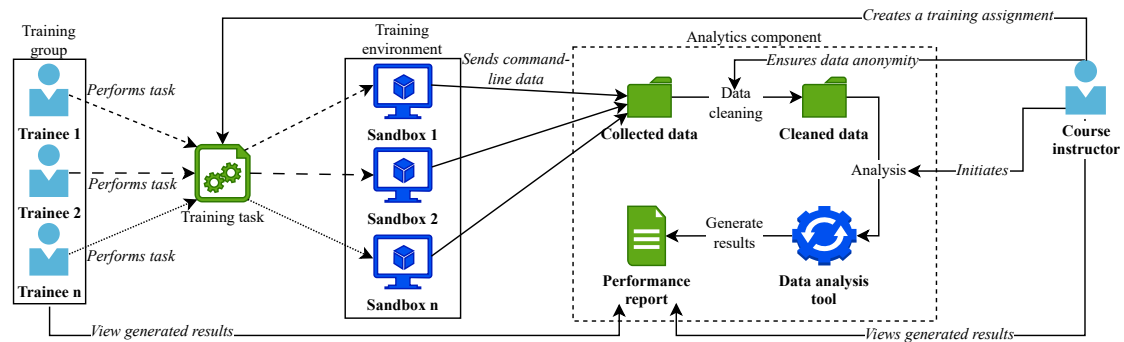 Training
group
Trainee 1
Trainee 2
Trainee n
Performs task
Performs task
Performs task
Training task
Training
environment
Sandbox 1
Sandbox 2
Sandbox n
Sends command-
line data
Creates a training assignment
Analytics component
Ensures data anonymity
Collected data
Data
cleaning
Cleaned data
Course
instructor
Analysis
Initiates
Generate
results
Performance
report
Data analysis
tool
View generated results
Views generated results